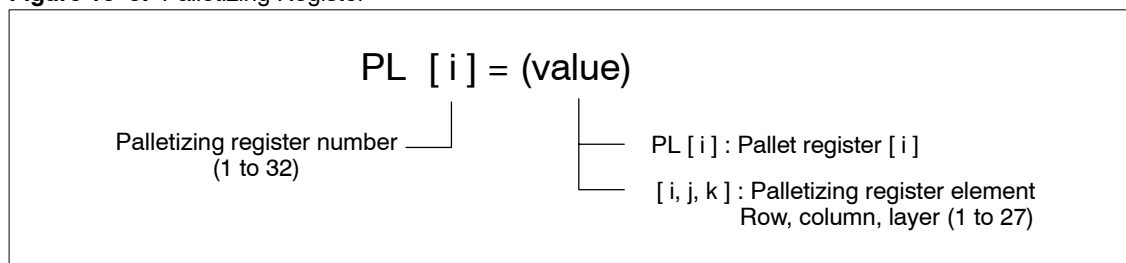 PL [ i ] = (value)
Palletizing register number
(1 to 32)
PL [ i ] : Pallet register [ i ]
[ i, j, k ] : Palletizing register element
Row, column, layer (1 to 27)